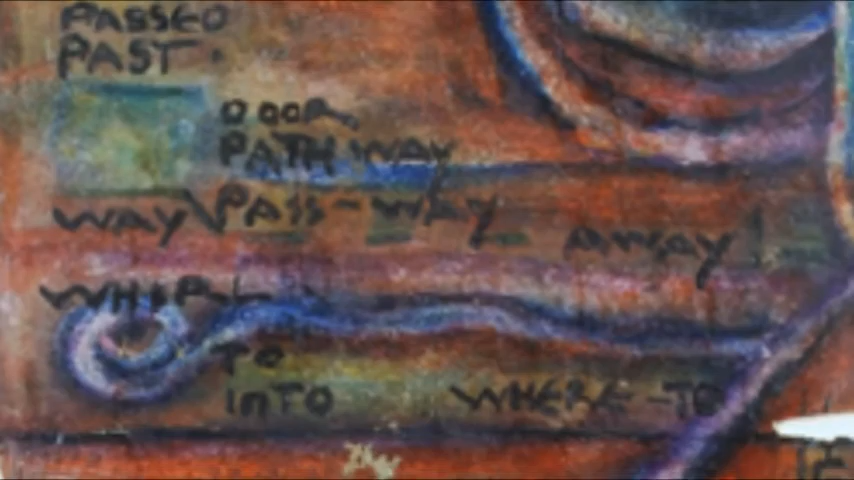 PASSED
PAST.
DOOR,
PATHWAY
WAY\PASS-WAY
AWAY!
WHIRL
TO
INTO WHERE-TO